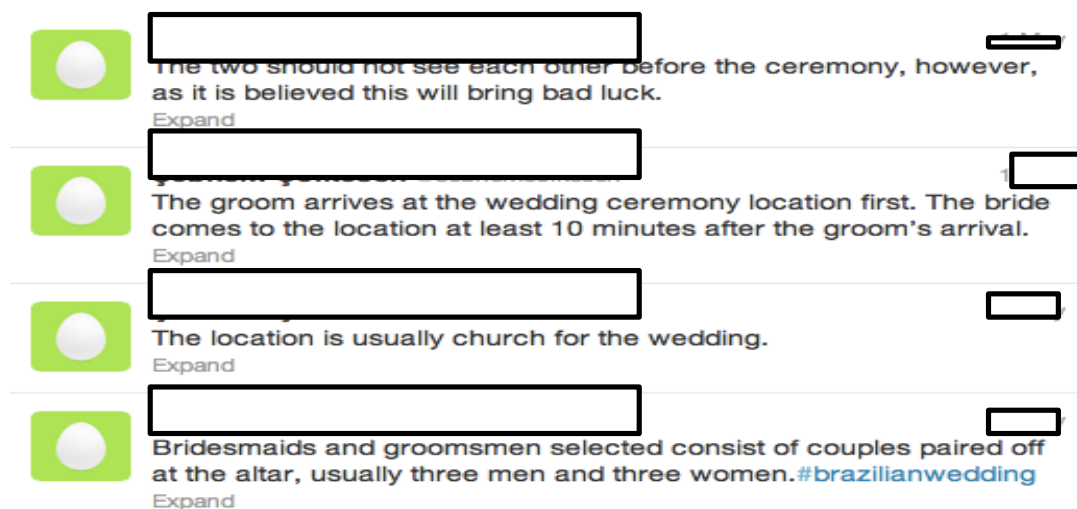 The two should not see each other before the ceremony, however,
as it is believed this will bring bad luck.
Expand
The groom arrives at the wedding ceremony location first. The bride
comes to the location at least 10 minutes after the groom's arrival.
Expand
The location is usually church for the wedding.
Expand
Bridesmaids and groomsmen selected consist of couples paired off
at the altar, usually three men and three women.#brazilianwedding
Expand